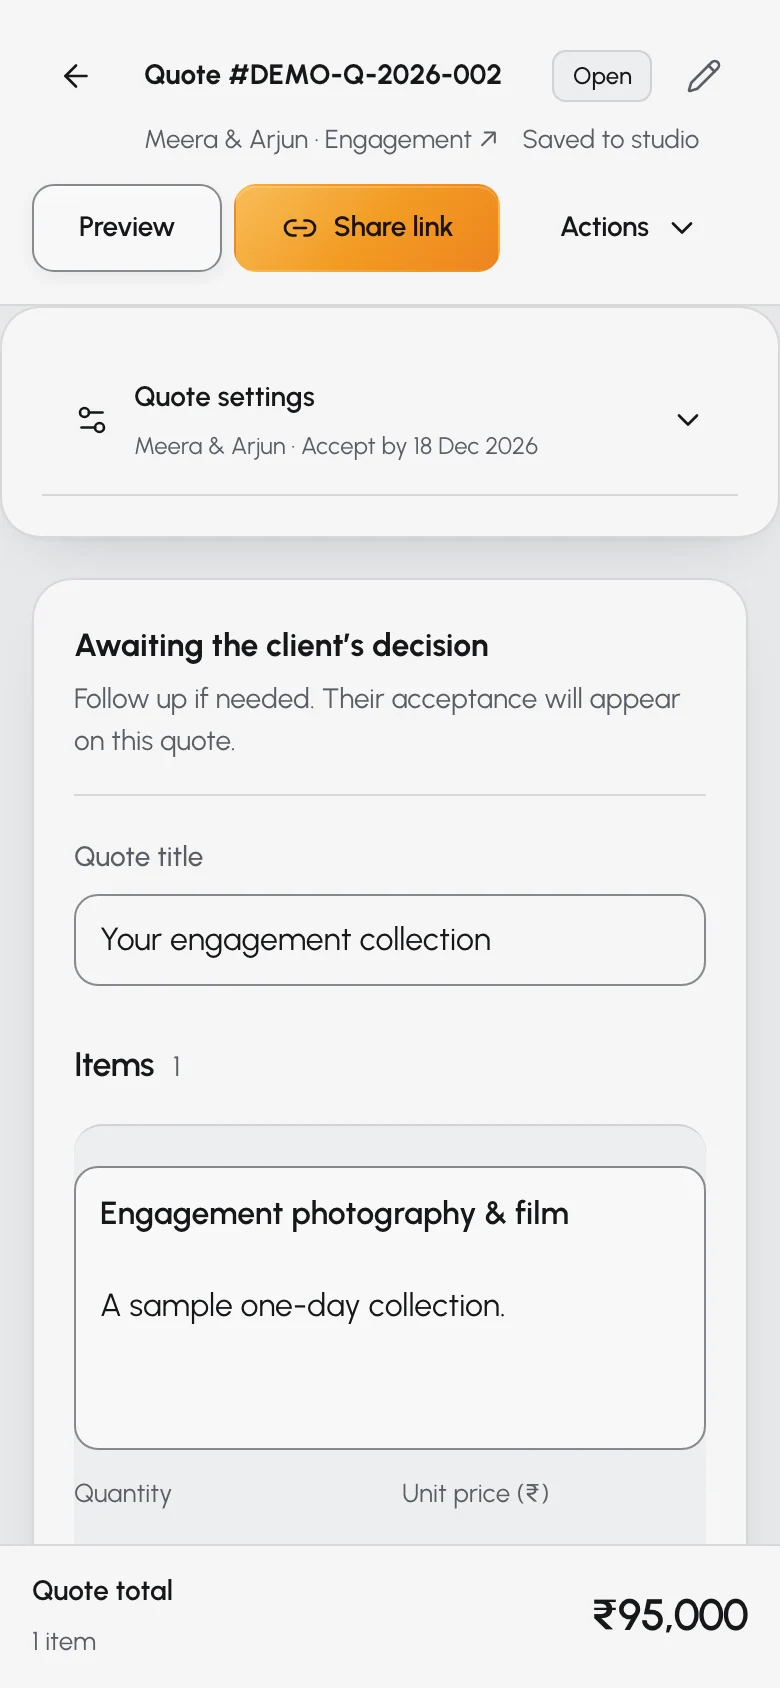 Quote #DEMO-Q-2026-002
Open
Meera & Arjun · Engagement ↗ Saved to studio
Preview
Share link
Actions
Quote settings
Meera & Arjun · Accept by 18 Dec 2026
Awaiting the client’s decision
Follow up if needed. Their acceptance will appear
on this quote.
Quote title
Your engagement collection
Items 1
Engagement photography & film
A sample one-day collection.
Quantity
Unit price (₹)
Quote total
1 item
₹95,000